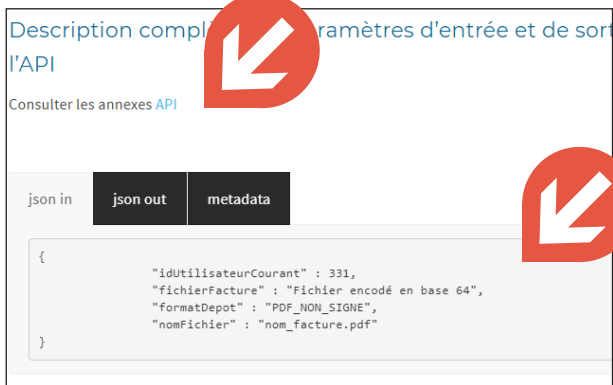 Description compl ramètres d’entrée et de sort
l’API
Consulter les annexes API
json in json out metadata
{
"idUtilisateurCourant" : 331,
"fichierFacture" : "Fichier encodé en base 64",
"formatDepot" : "PDF_NON_SIGNE",
"nomFichier" : "nom_facture.pdf"
}